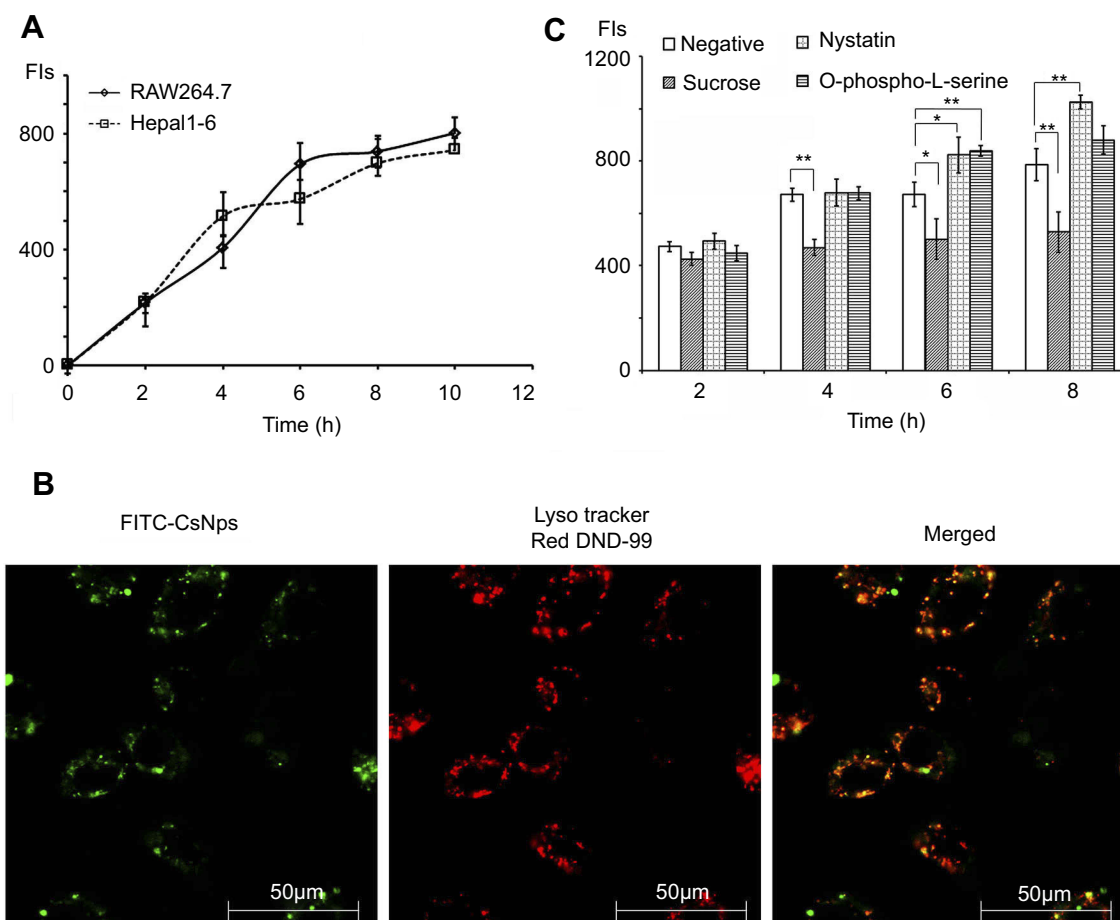 A
FIs
RAW264.7
Hepal1-6
800
400
0
0 2 4 6 8 10 12
Time (h)
C
FIs
Negative
Nystatin
Sucrose
O-phospho-L-serine
1200
**
**
**
*
**
*
800
400
0
2 4 6 8
Time (h)
B
FITC-CsNps
Lyso tracker
Red DND-99
Merged
50µm
50µm
50µm